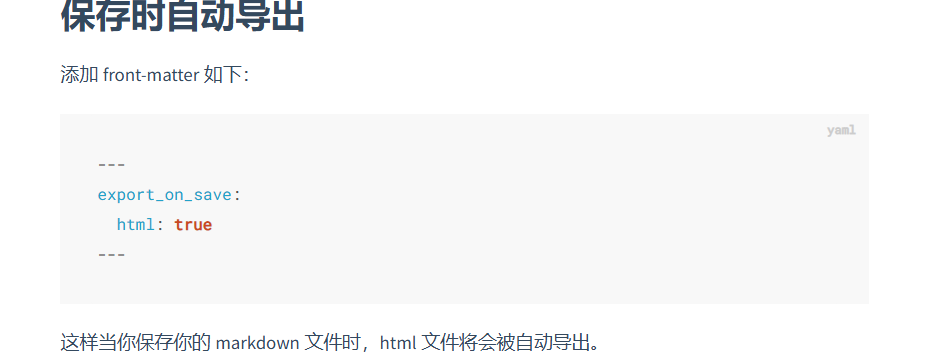 保存时自动导出
添加 front-matter 如下：
yaml
---
export_on_save:
  html: true
---
这样当你保存你的 markdown 文件时，html 文件将会被自动导出。